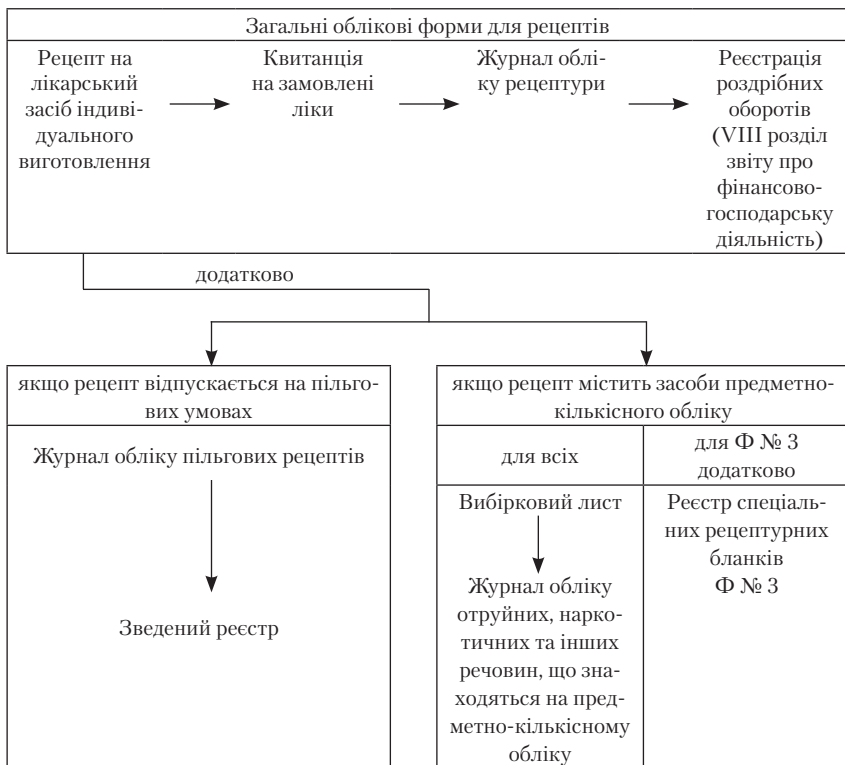 Загальні облікові форми для рецептів
Рецепт на
лікарський
засіб індиві-
дуального
виготовлення
Квитанція
на замовлені
ліки
Журнал облі-
ку рецептури
Реєстрація
роздрібних
оборотів
(VIII розділ
звіту про
фінансово-
господарську
діяльність)
додатково
якщо рецепт відпускається на пільго-
вих умовах
Журнал обліку пільгових рецептів
Зведений реєстр
якщо рецепт містить засоби предметно-
кількісного обліку
для всіх
для Ф № 3
додатково
Вибірковий лист
Журнал обліку
отруйних, нарко-
тичних та інших
речовин, що зна-
ходяться на пред-
метно-кількісному
обліку
Реєстр спеціаль-
них рецептурних
бланків
Ф № 3